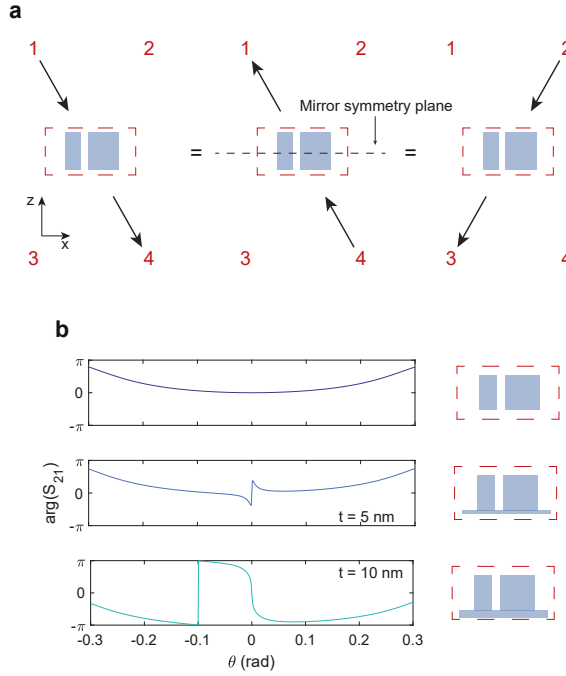 a
1 2 1 2 1 2
Mirror symmetry plane
= =
z
x
3 4 3 4 3 4
b
π
0
-π
π
0
-π
t = 5 nm
π
0
-π
t = 10 nm
arg(S21)
-0.3 -0.2 -0.1 0 0.1 0.2 0.3
θ (rad)